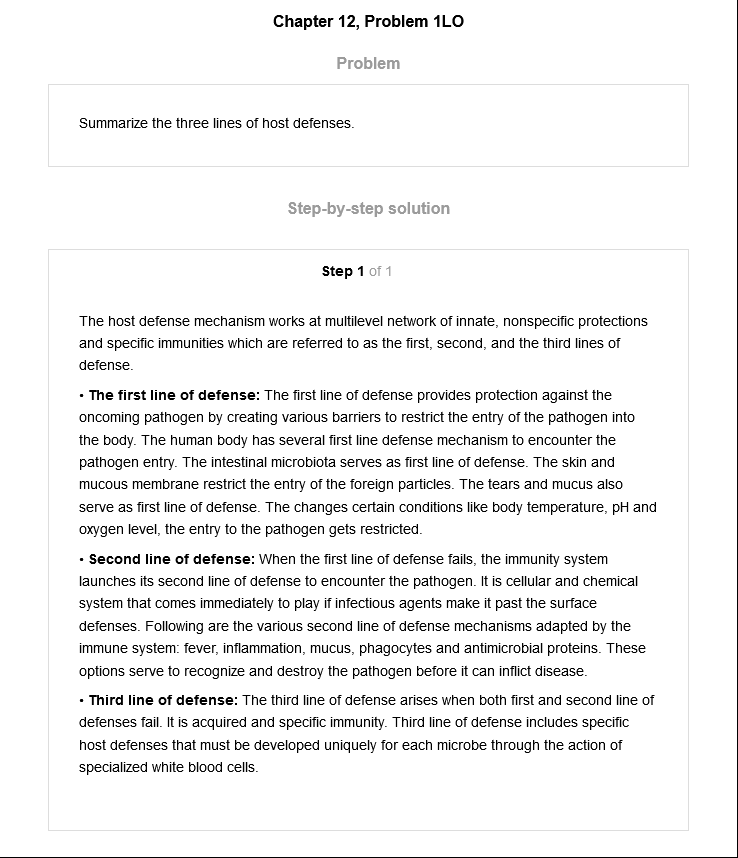 Chapter 12, Problem 1LO
Problem
Summarize the three lines of host defenses.
Step-by-step solution
Step 1 of 1
The host defense mechanism works at multilevel network of innate, nonspecific protections
and specific immunities which are referred to as the first, second, and the third lines of
defense.
• The first line of defense: The first line of defense provides protection against the
oncoming pathogen by creating various barriers to restrict the entry of the pathogen into
the body. The human body has several first line defense mechanism to encounter the
pathogen entry. The intestinal microbiota serves as first line of defense. The skin and
mucous membrane restrict the entry of the foreign particles. The tears and mucus also
serve as first line of defense. The changes certain conditions like body temperature, pH and
oxygen level, the entry to the pathogen gets restricted.
• Second line of defense: When the first line of defense fails, the immunity system
launches its second line of defense to encounter the pathogen. It is cellular and chemical
system that comes immediately to play if infectious agents make it past the surface
defenses. Following are the various second line of defense mechanisms adapted by the
immune system: fever, inflammation, mucus, phagocytes and antimicrobial proteins. These
options serve to recognize and destroy the pathogen before it can inflict disease.
• Third line of defense: The third line of defense arises when both first and second line of
defenses fail. It is acquired and specific immunity. Third line of defense includes specific
host defenses that must be developed uniquely for each microbe through the action of
specialized white blood cells.